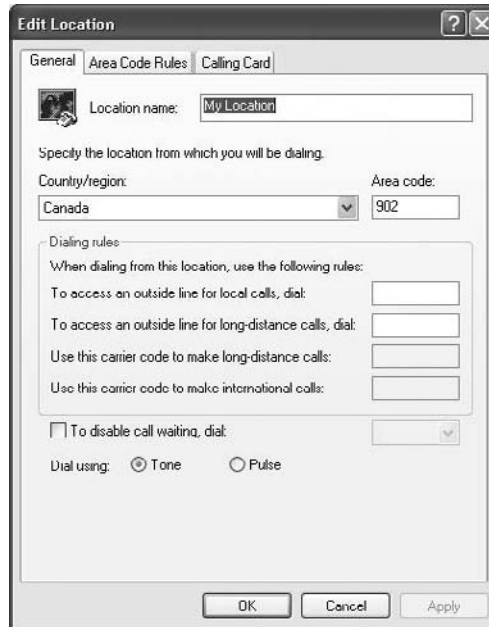 Edit Location
General
Area Code Rules
Calling Card
Location name: My Location
Specify the location from which you will be dialing.
Country/region: Area code:
Canada 902
Dialing rules
When dialing from this location, use the following rules:
To access an outside line for local calls, dial:
To access an outside line for long-distance calls, dial:
Use this carrier code to make long-distance calls:
Use this carrier code to make international calls:
To disable call waiting, dial:
Dial using: Tone Pulse
OK Cancel Apply